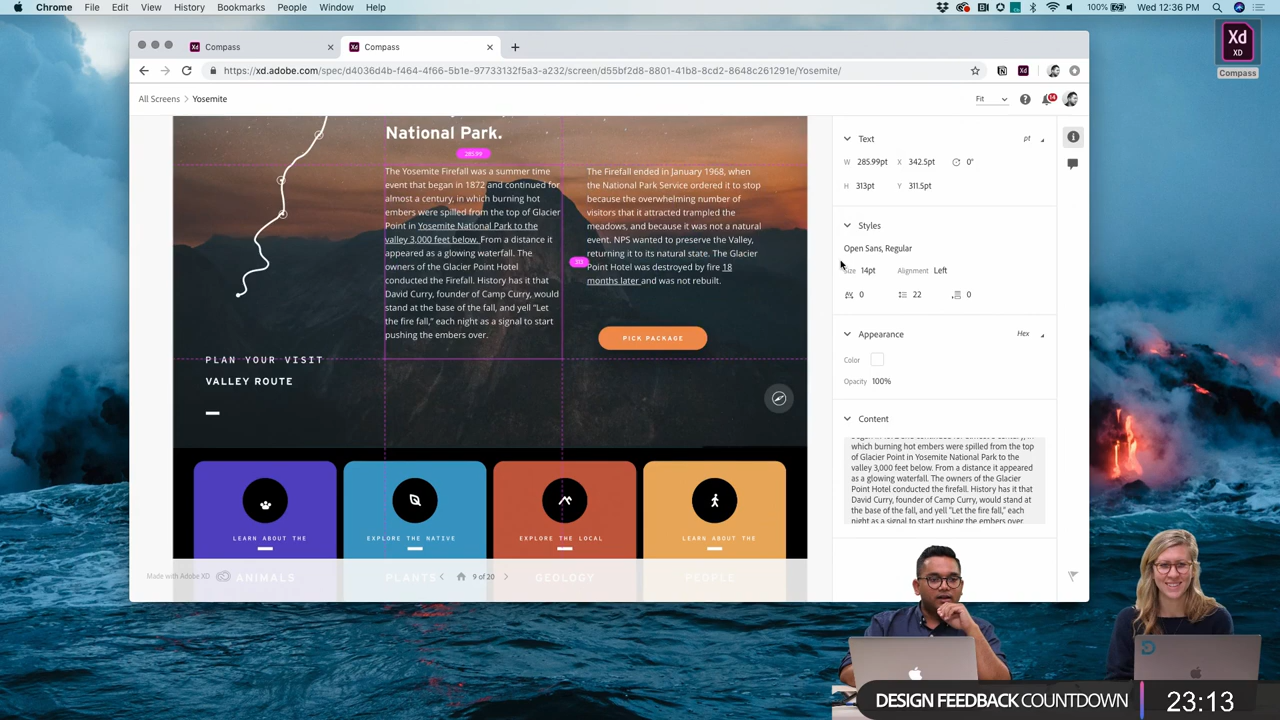 Chrome File Edit View History Bookmarks People Window Help
100% Wed 12:36 PM
Xd
XD
Compass
Compass
Compass
https://xd.adobe.com/spec/d4036d4b-f464-4f66-5b1e-97733132f5a3-a232/screen/d55bf2d8-8801-41b8-8cd2-8648c261291e/Yosemite/
All Screens > Yosemite
Fit
14
National Park.
285.99
The Yosemite Firefall was a summer time
event that began in 1872 and continued for
almost a century, in which burning hot
embers were spilled from the top of Glacier
Point in Yosemite National Park to the
valley 3,000 feet below. From a distance it
appeared as a glowing waterfall. The
owners of the Glacier Point Hotel
conducted the Firefall. History has it that
David Curry, founder of Camp Curry, would
stand at the base of the fall, and yell “Let
the fire fall,” each night as a signal to start
pushing the embers over.
313
The Firefall ended in January 1968, when
the National Park Service ordered it to stop
because the overwhelming number of
visitors that it attracted trampled the
meadows, and because it was not a natural
event. NPS wanted to preserve the Valley,
returning it to its natural state. The Glacier
Point Hotel was destroyed by fire 18
months later and was not rebuilt.
PICK PACKAGE
PLAN YOUR VISIT
VALLEY ROUTE
LEARN ABOUT THE
ANIMALS
EXPLORE THE NATIVE
PLANTS
EXPLORE THE LOCAL
GEOLOGY
LEARN ABOUT THE
PEOPLE
Made with Adobe XD
9 of 20
Text
pt
W 285.99pt X 342.5pt 0°
H 313pt Y 311.5pt
Styles
Open Sans, Regular
Size 14pt Alignment Left
0 22 0
Appearance
Hex
Color
Opacity 100%
Content
which burning hot embers were spilled from the top
of Glacier Point in Yosemite National Park to the
valley 3,000 feet below. From a distance it appeared
as a glowing waterfall. The owners of the Glacier
Point Hotel conducted the firefall. History has it that
David Curry, founder of Camp Curry, would stand at
the base of the fall, and yell "Let the fire fall," each
night as a signal to start pushing the embers over.
DESIGN FEEDBACK COUNTDOWN 23:13